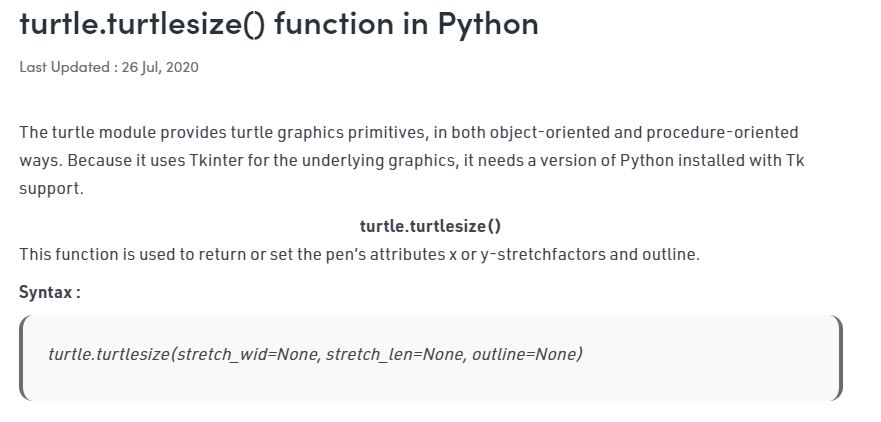 turtle.turtlesize() function in Python
Last Updated : 26 Jul, 2020
The turtle module provides turtle graphics primitives, in both object-oriented and procedure-oriented
ways. Because it uses Tkinter for the underlying graphics, it needs a version of Python installed with Tk
support.
turtle.turtlesize()
This function is used to return or set the pen’s attributes x or y-stretchfactors and outline.
Syntax :
turtle.turtlesize(stretch_wid=None, stretch_len=None, outline=None)